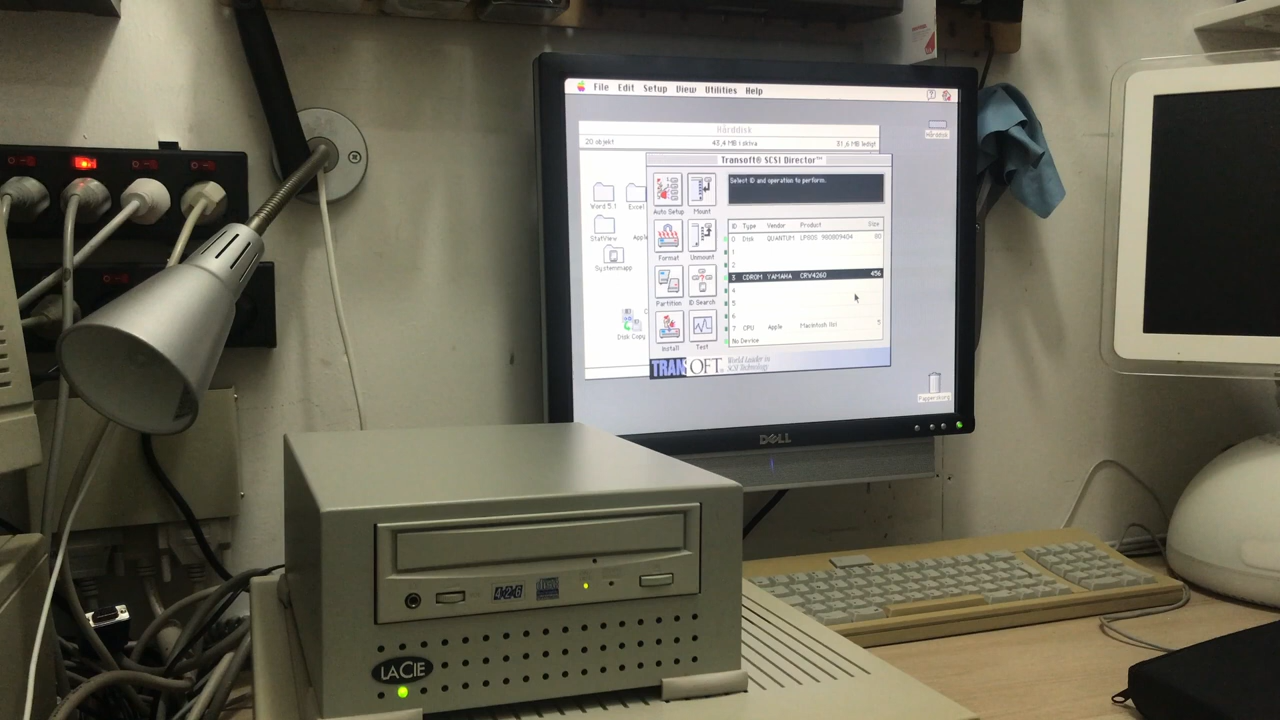 File Edit Setup View Utilities Help
Hårddisk
20 objekt 43,4 MB i skiva 31,6 MB ledigt
Hårddisk
Transoft® SCSI Director™
Select ID and operation to perform.
Auto Setup Mount
Format Unmount
Partition ID Search
Install Test
Word 5.1 Excel
StatView
Systemmapp
Disk Copy
ID Type Vendor Product Size
0 Disk QUANTUM LP80S 980809404 80
1
2
3 CDROM YAMAHA CRW4260 456
4
5
6
7 CPU Apple Macintosh IIci 5
No Device
TRANSOFT® World Leader in
SCSI Technology
Papperskorg
DELL
426
LACIE